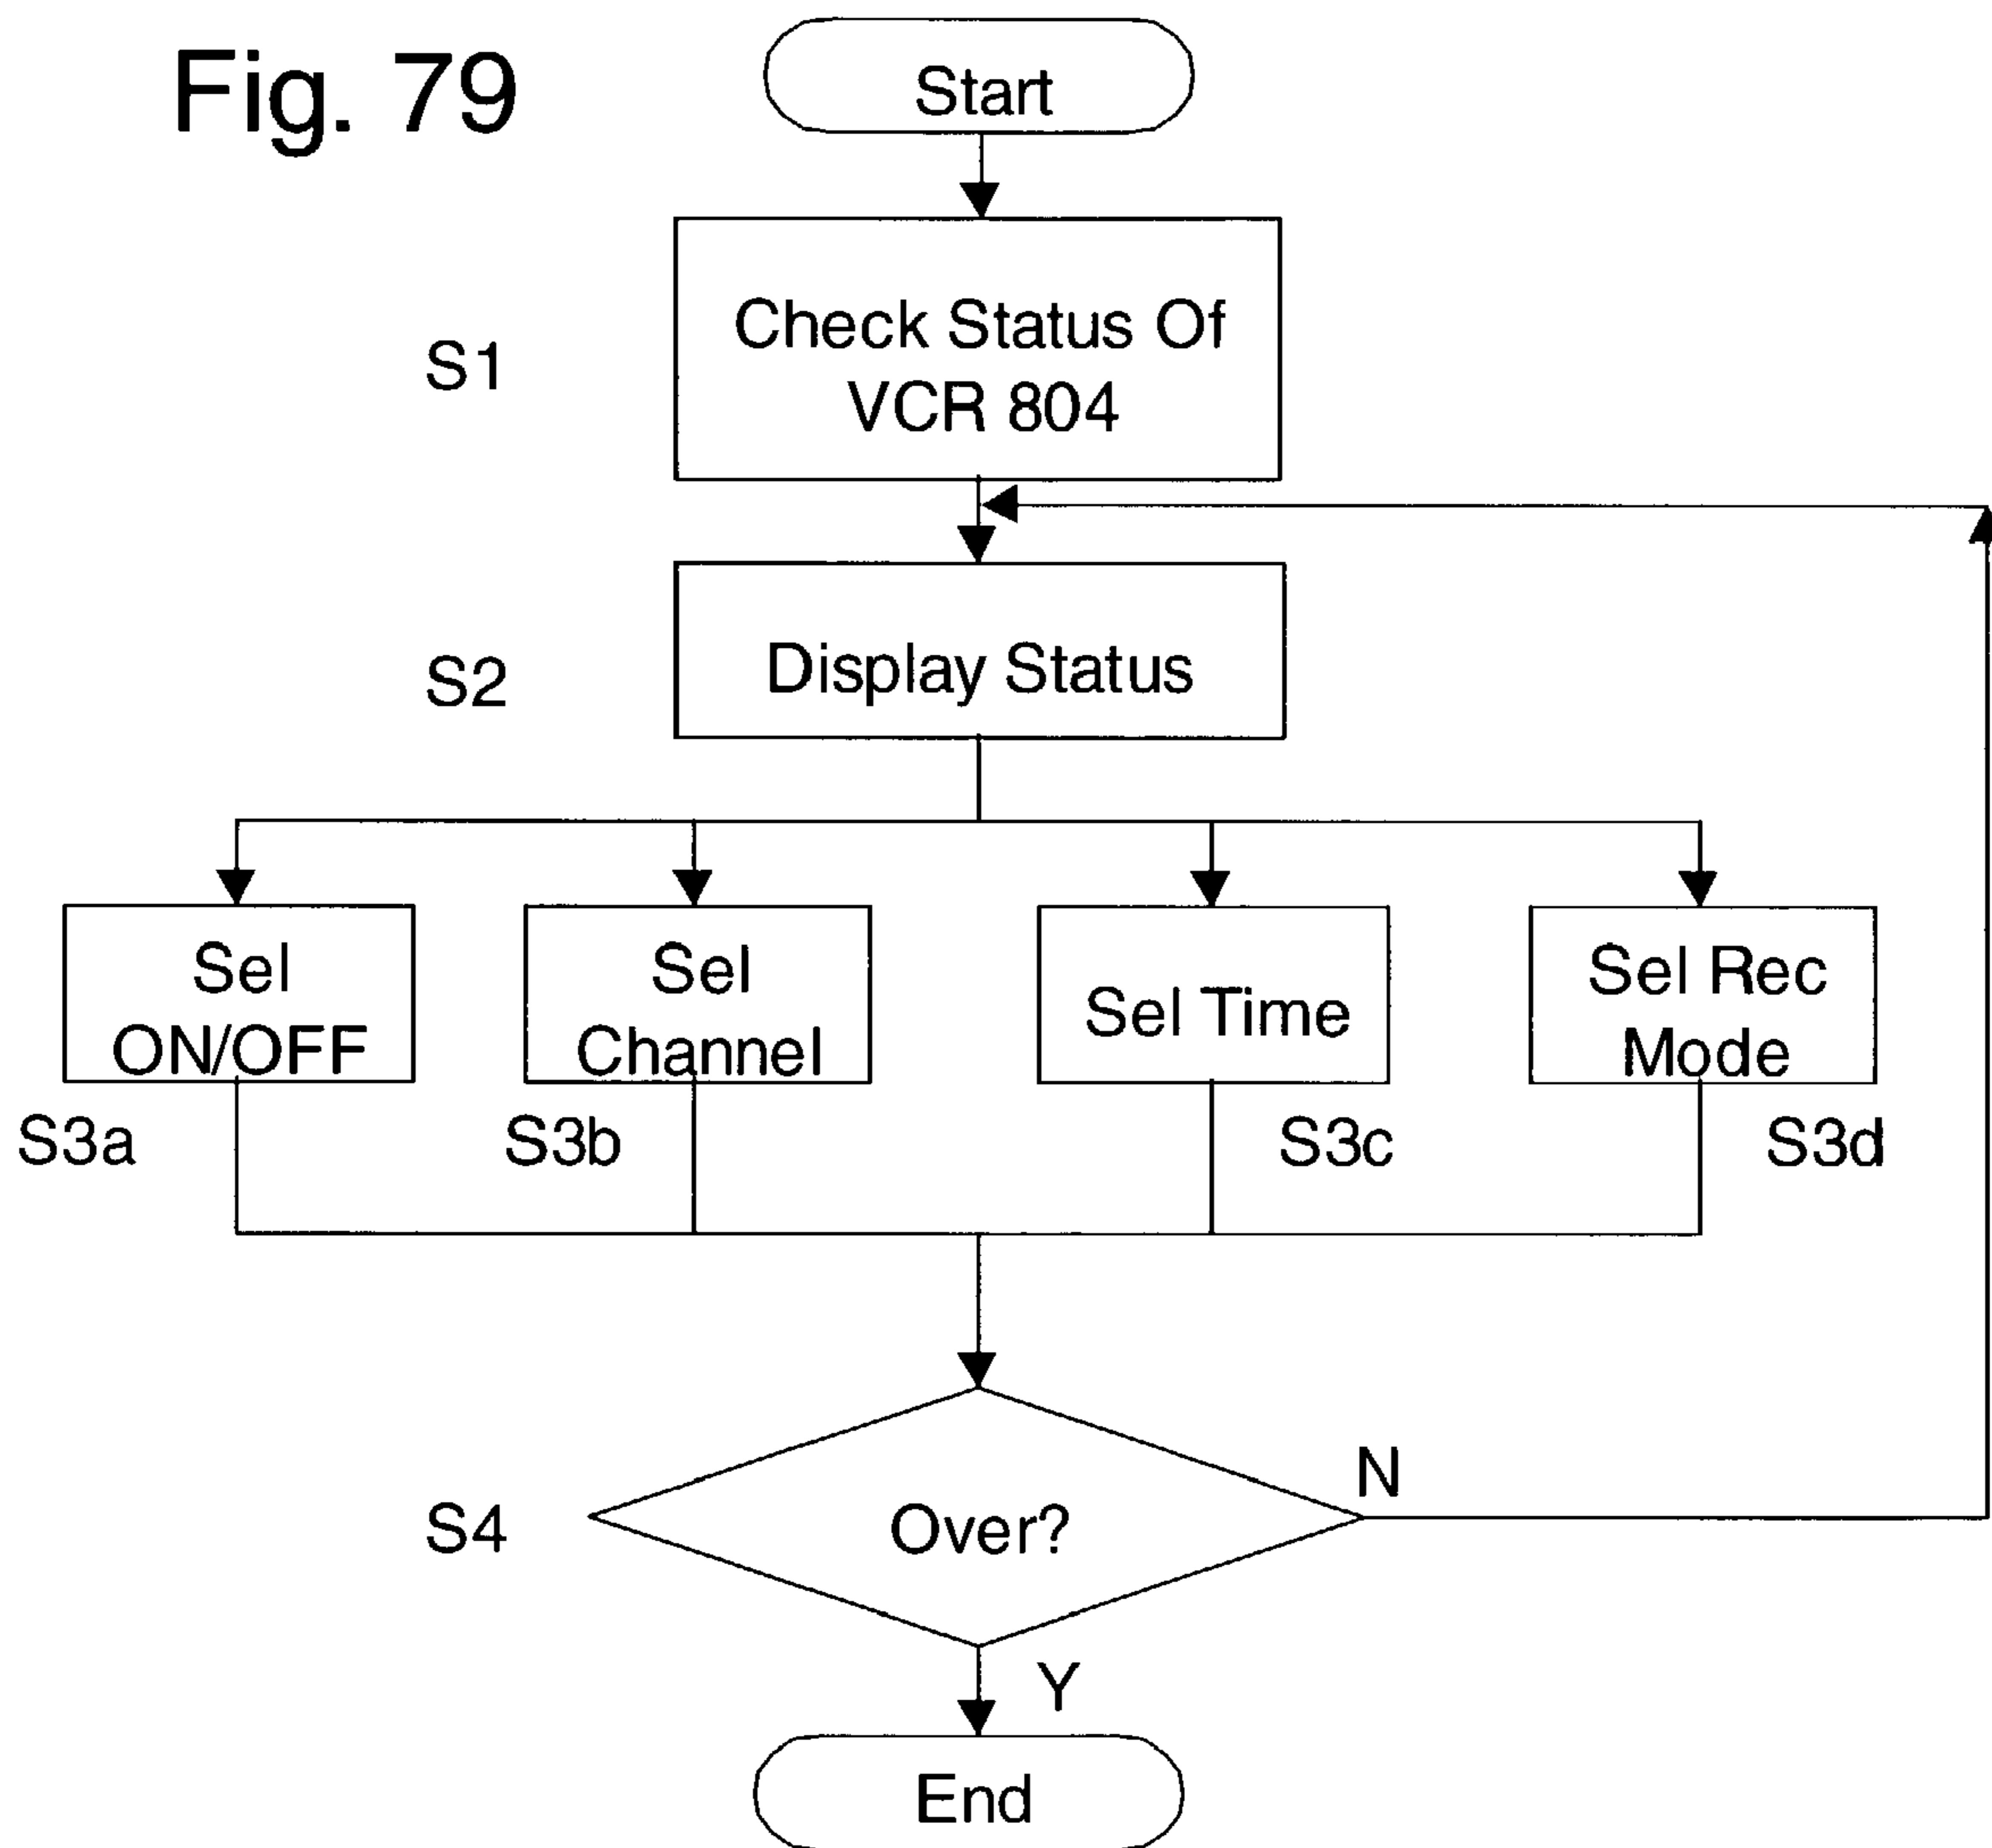 Fig. 79
Start
S1
Check Status Of
VCR 804
S2
Display Status
Sel
ON/OFF
Sel
Channel
Sel Time
Sel Rec
Mode
S3a
S3b
S3c
S3d
S4
Over?
N
Y
End